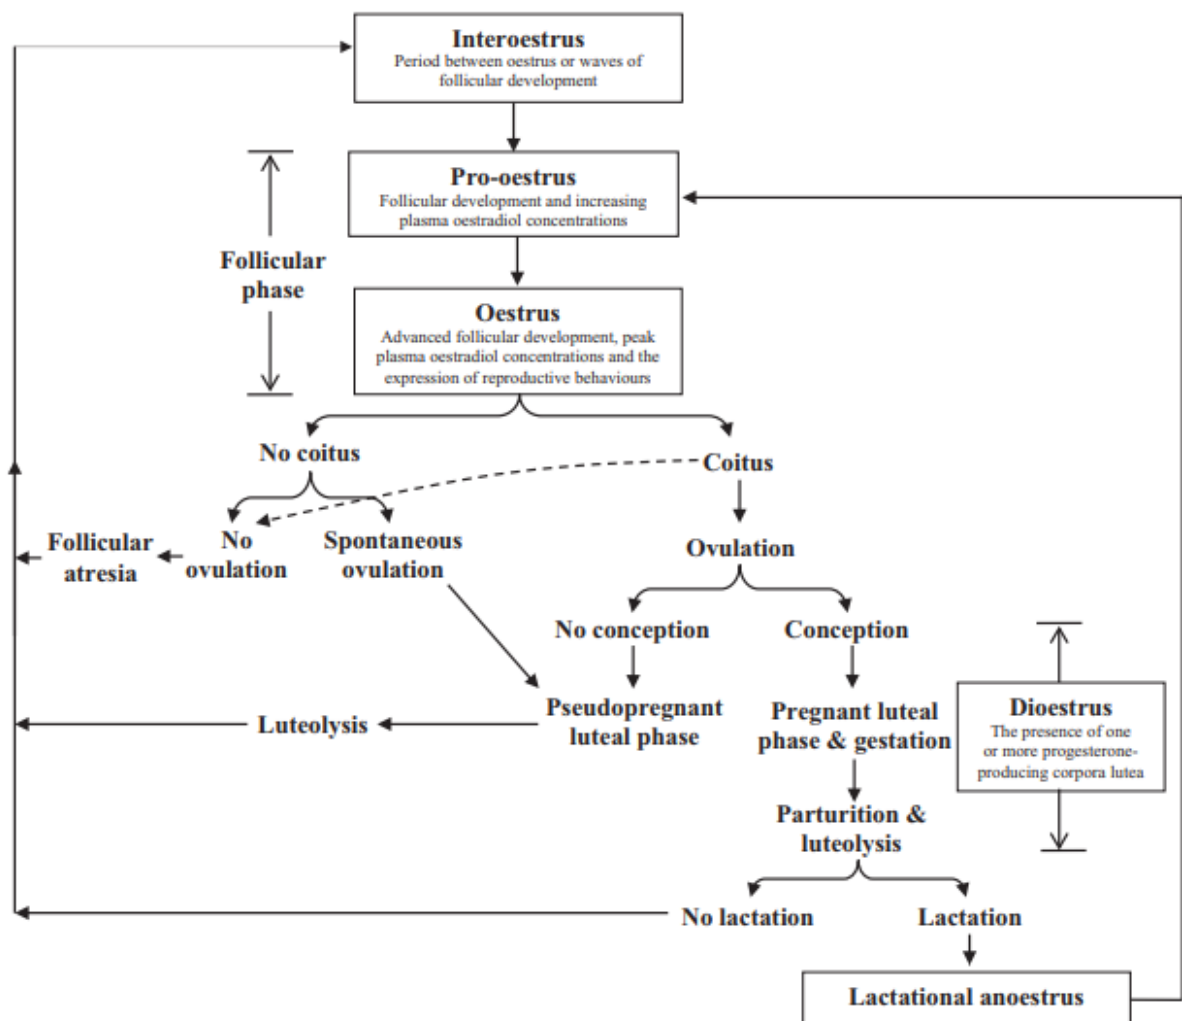 Interoestrus
Period between oestrus or waves of
follicular development
Pro-oestrus
Follicular development and increasing
plasma oestradiol concentrations
Follicular
phase
Oestrus
Advanced follicular development, peak
plasma oestradiol concentrations and the
expression of reproductive behaviours
No coitus
Coitus
Follicular
atresia
No
ovulation
Spontaneous
ovulation
Ovulation
No conception
Conception
Luteolysis
Pseudopregnant
luteal phase
Pregnant luteal
phase & gestation
Dioestrus
The presence of one
or more progesterone-
producing corpora lutea
Parturition &
luteolysis
No lactation
Lactation
Lactational anoestrus